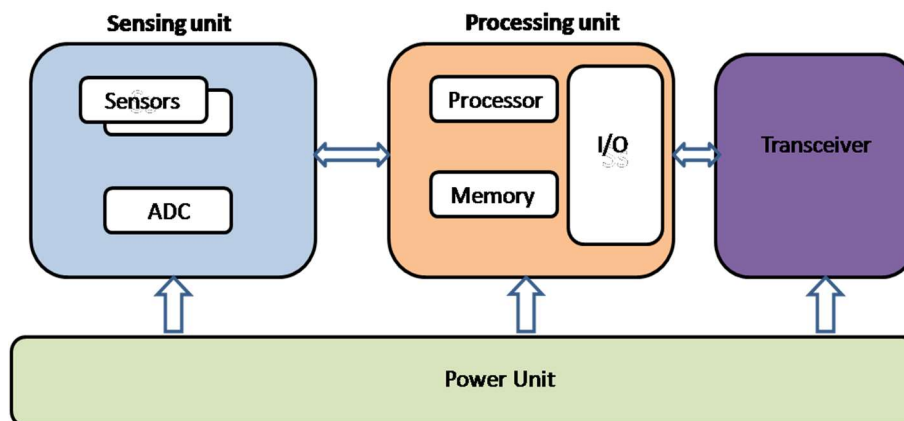 Sensing unit
Processing unit
Sensors
Processor
I/O
Transceiver
ADC
Memory
Power Unit